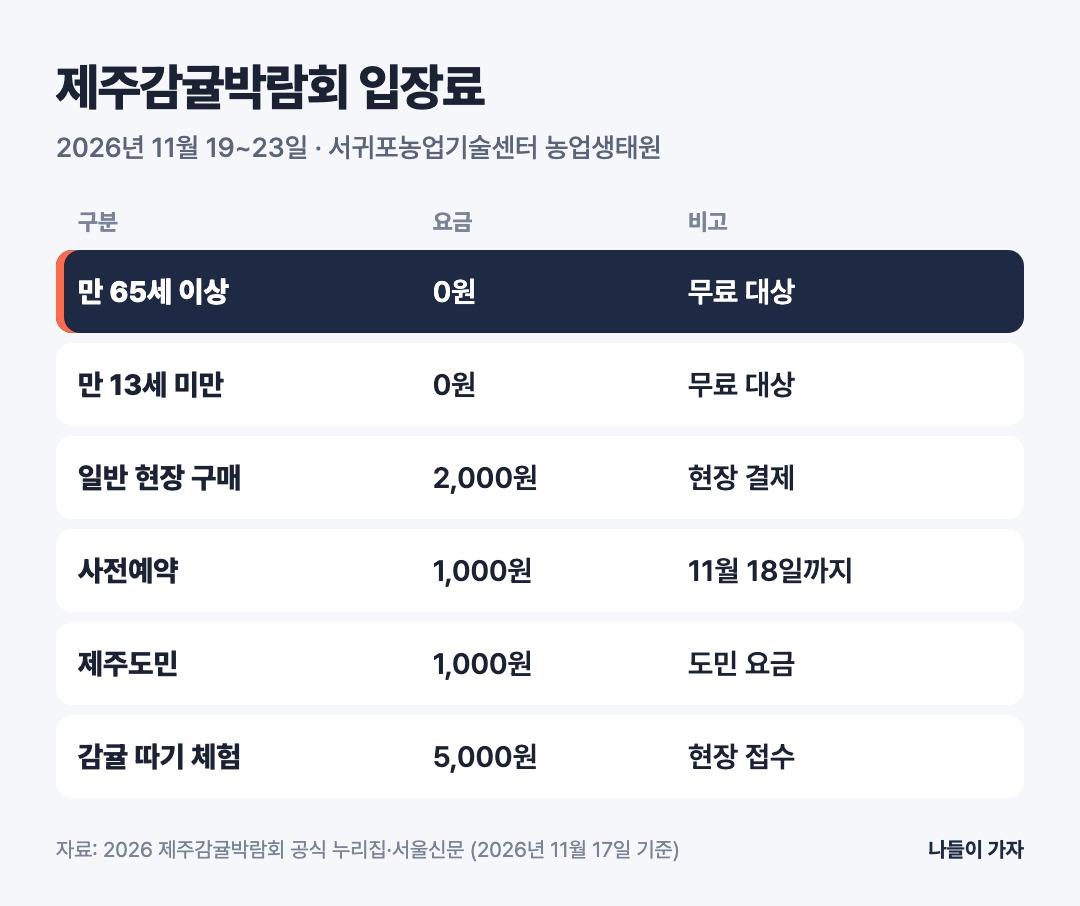 제주감귤박람회 입장료
2026년 11월 19~23일 · 서귀포농업기술센터 농업생태원
구분 요금 비고
만 65세 이상 0원 무료 대상
만 13세 미만 0원 무료 대상
일반 현장 구매 2,000원 현장 결제
사전예약 1,000원 11월 18일까지
제주도민 1,000원 도민 요금
감귤 따기 체험 5,000원 현장 접수
자료: 2026 제주감귤박람회 공식 누리집·서울신문 (2026년 11월 17일 기준) 나들이 가자